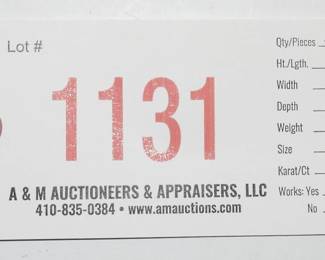 Lot #
1131
A & M AUCTIONEERS & APPRAISERS, LLC
410-835-0384 • www.amauctions.com
Qty/Pieces
Ht./Lgth.
Width
Depth
Weight
Size
Karat/Ct
Works: Yes
No